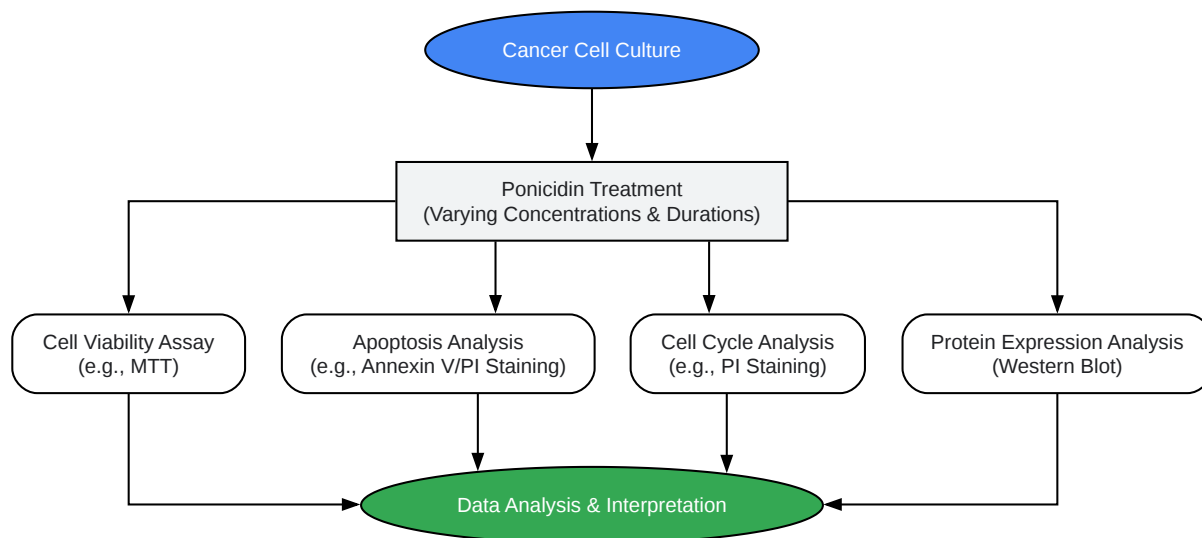 Cancer Cell Culture
Ponicidin Treatment
(Varying Concentrations & Durations)
Cell Viability Assay
(e.g., MTT)
Apoptosis Analysis
(e.g., Annexin V/PI Staining)
Cell Cycle Analysis
(e.g., PI Staining)
Protein Expression Analysis
(Western Blot)
Data Analysis & Interpretation